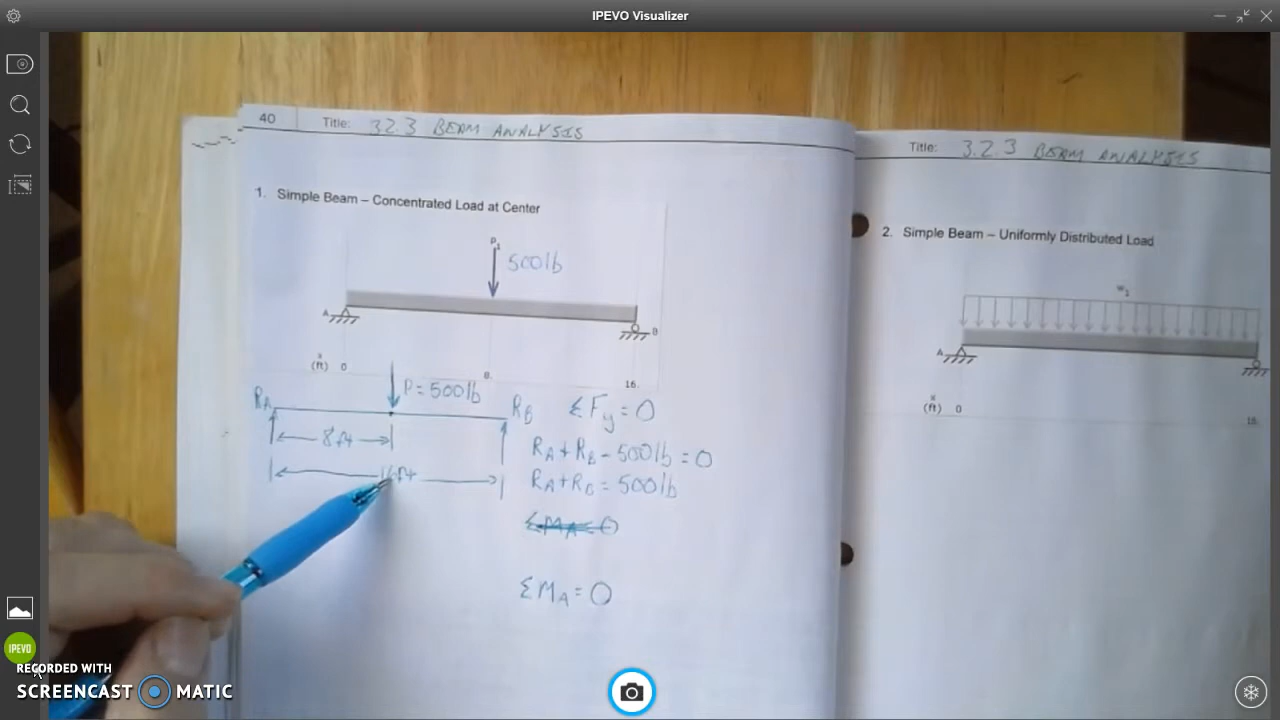 IPEVO Visualizer
40
Title: 3.2.3 BEAM ANALYSIS
1. Simple Beam – Concentrated Load at Center
P1
500lb
A
B
x
(ft) 0
8.
16.
P=500lb
RA
RB
8ft
16ft
ΣFy=0
RA+RB-500lb=0
RA+RB=500lb
ΣMA=0
ΣMA=0
Title: 3.2.3 BEAM ANALYSIS
2. Simple Beam – Uniformly Distributed Load
w1
A
x
(ft) 0
16.
IPEVO
RECORDED WITH
SCREENCAST MATIC